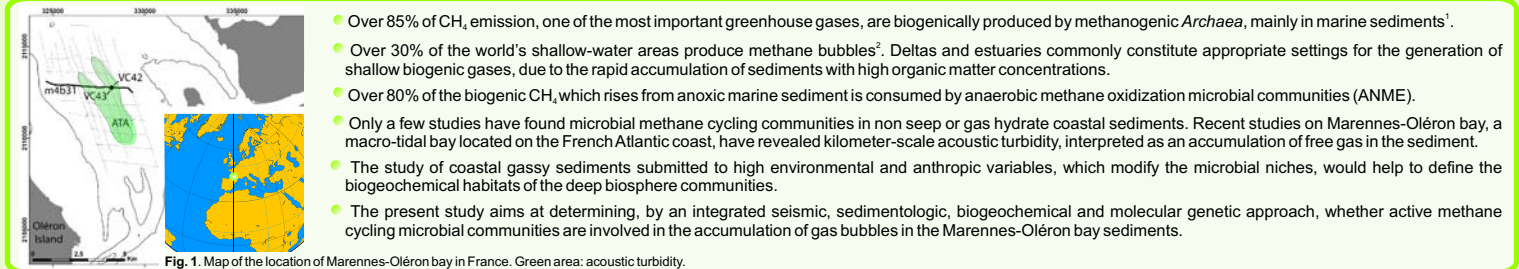 325000 330000
2115000
VC42
m4b31
VC43
ATA
2110000
2105000
Oléron
Island
0 2,5 5
Km
Over 85% of CH4 emission, one of the most important greenhouse gases, are biogenically produced by methanogenic Archaea, mainly in marine sediments1.
Over 30% of the world's shallow-water areas produce methane bubbles2. Deltas and estuaries commonly constitute appropriate settings for the generation of
shallow biogenic gases, due to the rapid accumulation of sediments with high organic matter concentrations.
Over 80% of the biogenic CH4 which rises from anoxic marine sediment is consumed by anaerobic methane oxidization microbial communities (ANME).
Only a few studies have found microbial methane cycling communities in non seep or gas hydrate coastal sediments. Recent studies on Marennes-Oléron bay, a
macro-tidal bay located on the French Atlantic coast, have revealed kilometer-scale acoustic turbidity, interpreted as an accumulation of free gas in the sediment.
The study of coastal gassy sediments submitted to high environmental and anthropic variables, which modify the microbial niches, would help to define the
biogeochemical habitats of the deep biosphere communities.
The present study aims at determining, by an integrated seismic, sedimentologic, biogeochemical and molecular genetic approach, whether active methane
cycling microbial communities are involved in the accumulation of gas bubbles in the Marennes-Oléron bay sediments.
Fig. 1. Map of the location of Marennes-Oléron bay in France. Green area: acoustic turbidity.